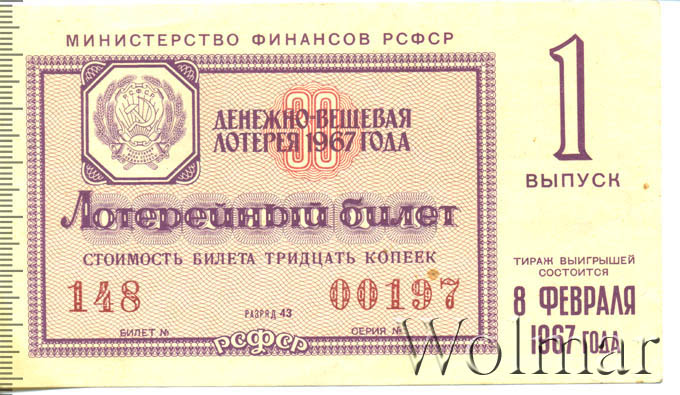 МИНИСТЕРСТВО ФИНАНСОВ РСФСР
1
ВЫПУСК
30
ДЕНЕЖНО-ВЕЩЕВАЯ
ЛОТЕРЕЯ 1967 ГОДА
Лотерейный билет
СТОИМОСТЬ БИЛЕТА ТРИДЦАТЬ КОПЕЕК
148
00197
РАЗРЯД 43
БИЛЕТ №
СЕРИЯ №
РСФСР
ТИРАЖ ВЫИГРЫШЕЙ
СОСТОИТСЯ
8 ФЕВРАЛЯ
1967 ГОДА
Wolmar